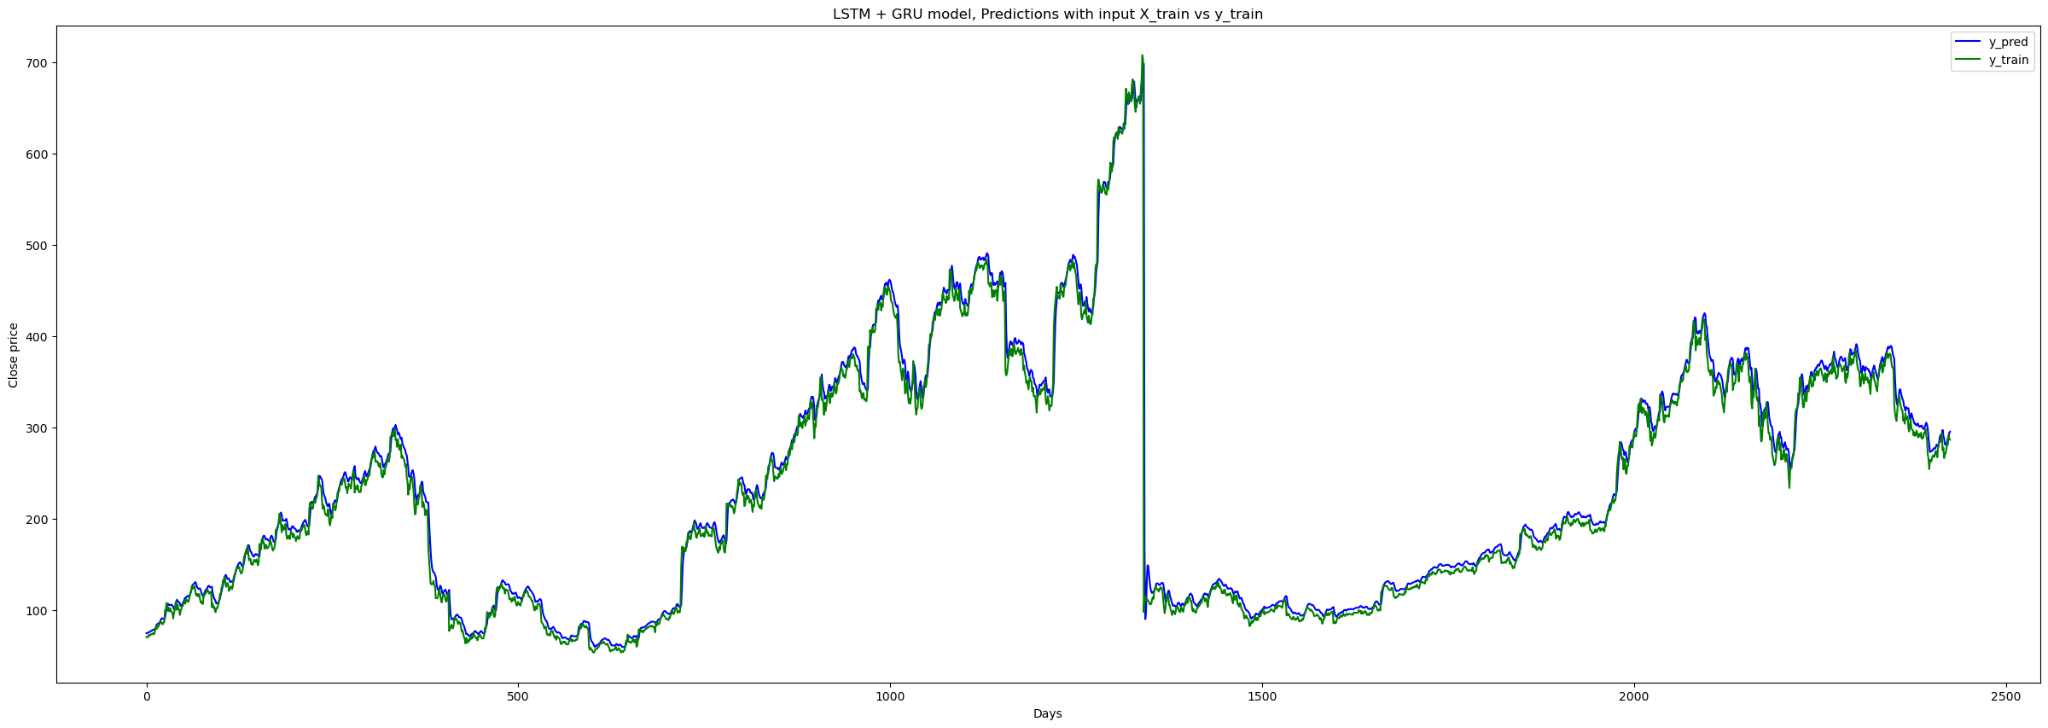 LSTM + GRU model, Predictions with input X_train vs y_train
y_pred
y_train
Close price
700
600
500
400
300
200
100
0
500
1000
1500
2000
2500
Days